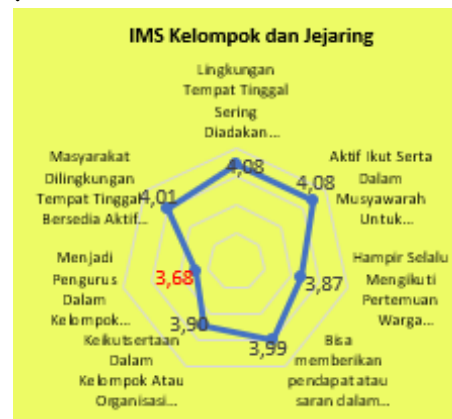 IMS Kelompok dan Jejaring
Lingkungan
Tempat Tinggal
Sering
Diadakan...
4,08
Aktif Ikut Serta
Dalam
Musyawarah
Untuk...
4,08
Hampir Selalu
Mengikuti
Pertemuan
Warga...
3,87
Bisa
memberikan
pendapat atau
saran dalam...
3,99
Keikutsertaan
Dalam
Kelompok Atau
Organisasi...
3,90
Menjadi
Pengurus
Dalam
Kelompok...
3,68
Masyarakat
Dilingkungan
Tempat Tinggal
Bersedia Aktif...
4,01